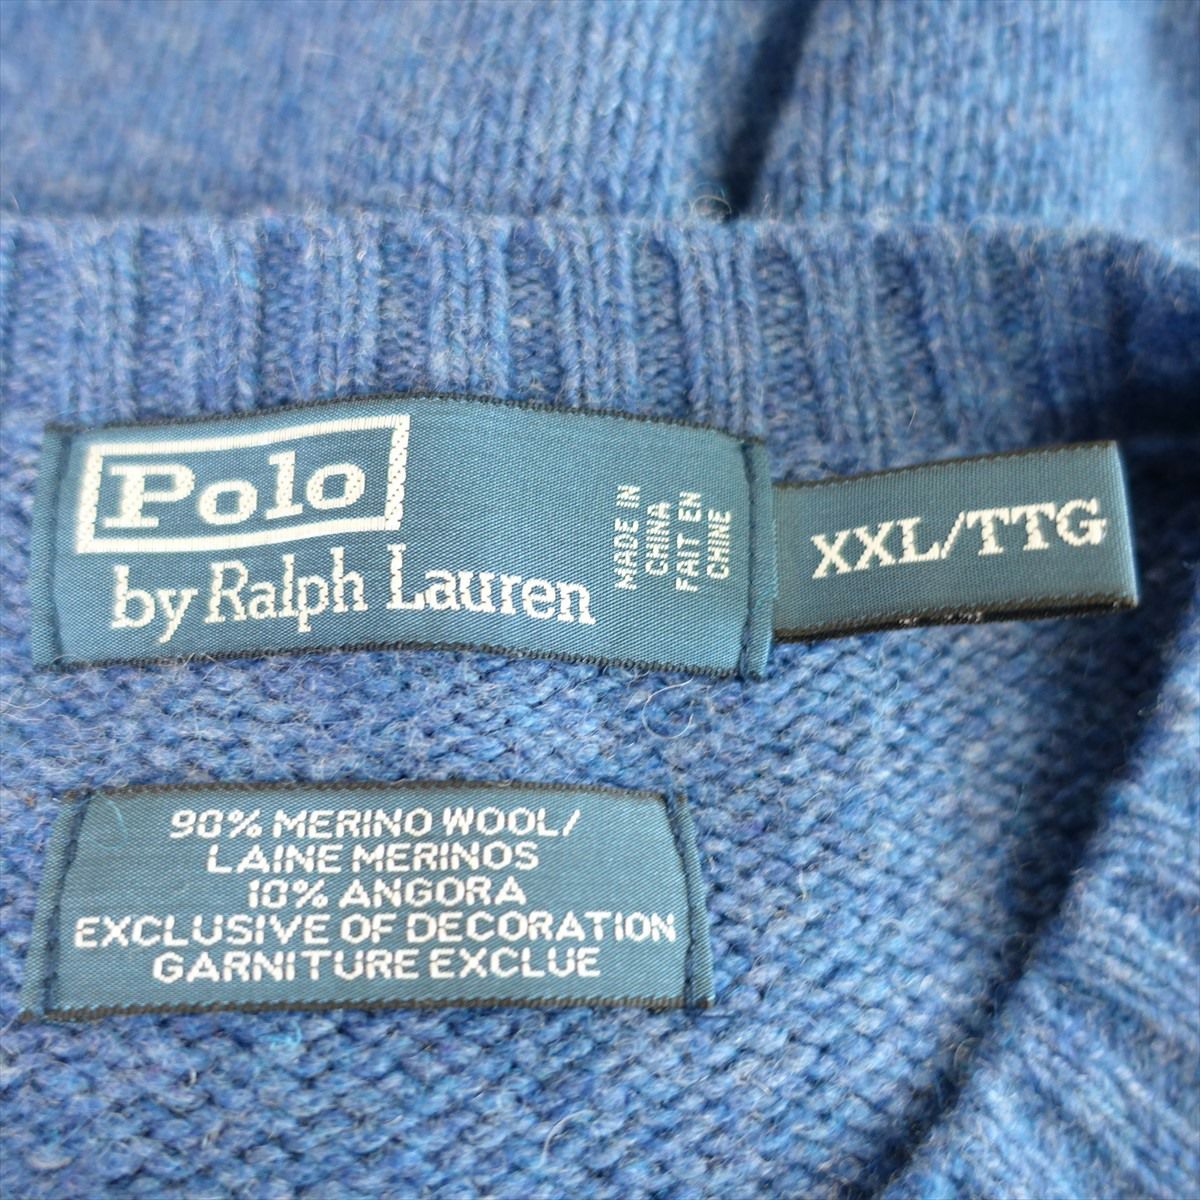 Polo
by Ralph Lauren
MADE IN
CHINA
FAIT EN
CHINE
XXL/TTG
90% MERINO WOOL/
LAINE MERINOS
10% ANGORA
EXCLUSIVE OF DECORATION
GARNITURE EXCLUE